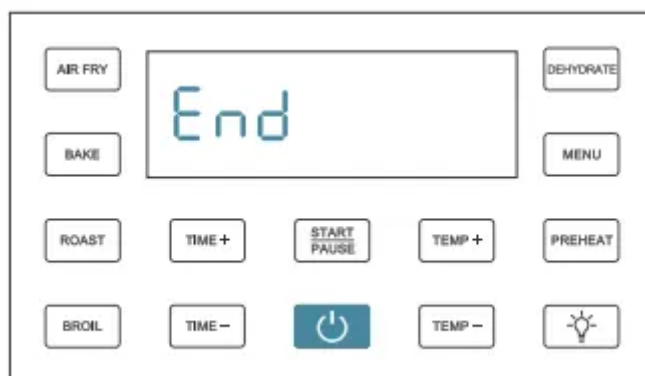 AIR FRY
End
DEHYDRATE
BAKE
MENU
ROAST
TIME +
START
PAUSE
TEMP +
PREHEAT
BROIL
TIME −
TEMP −